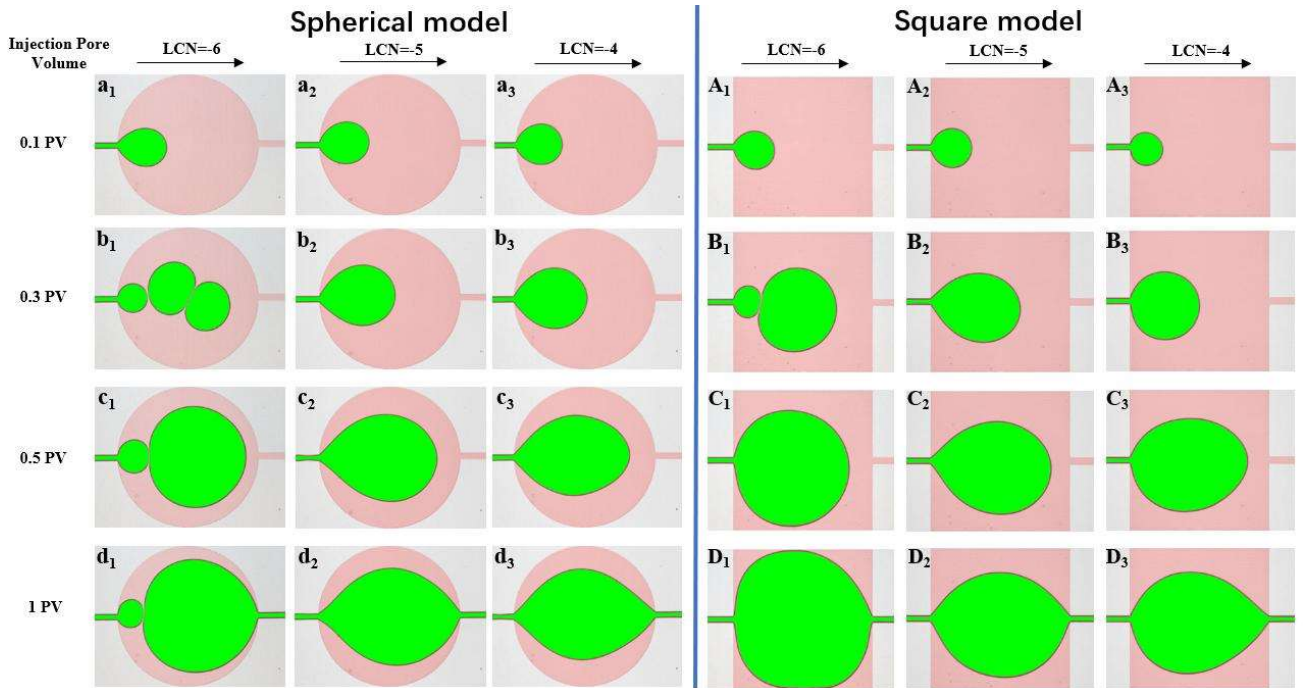 Spherical model Square model
Injection Pore
Volume
LCN=-6 LCN=-5 LCN=-4 LCN=-6 LCN=-5 LCN=-4
a1 a2 a3 A1 A2 A3
0.1 PV
b1 b2 b3 B1 B2 B3
0.3 PV
c1 c2 c3 C1 C2 C3
0.5 PV
d1 d2 d3 D1 D2 D3
1 PV